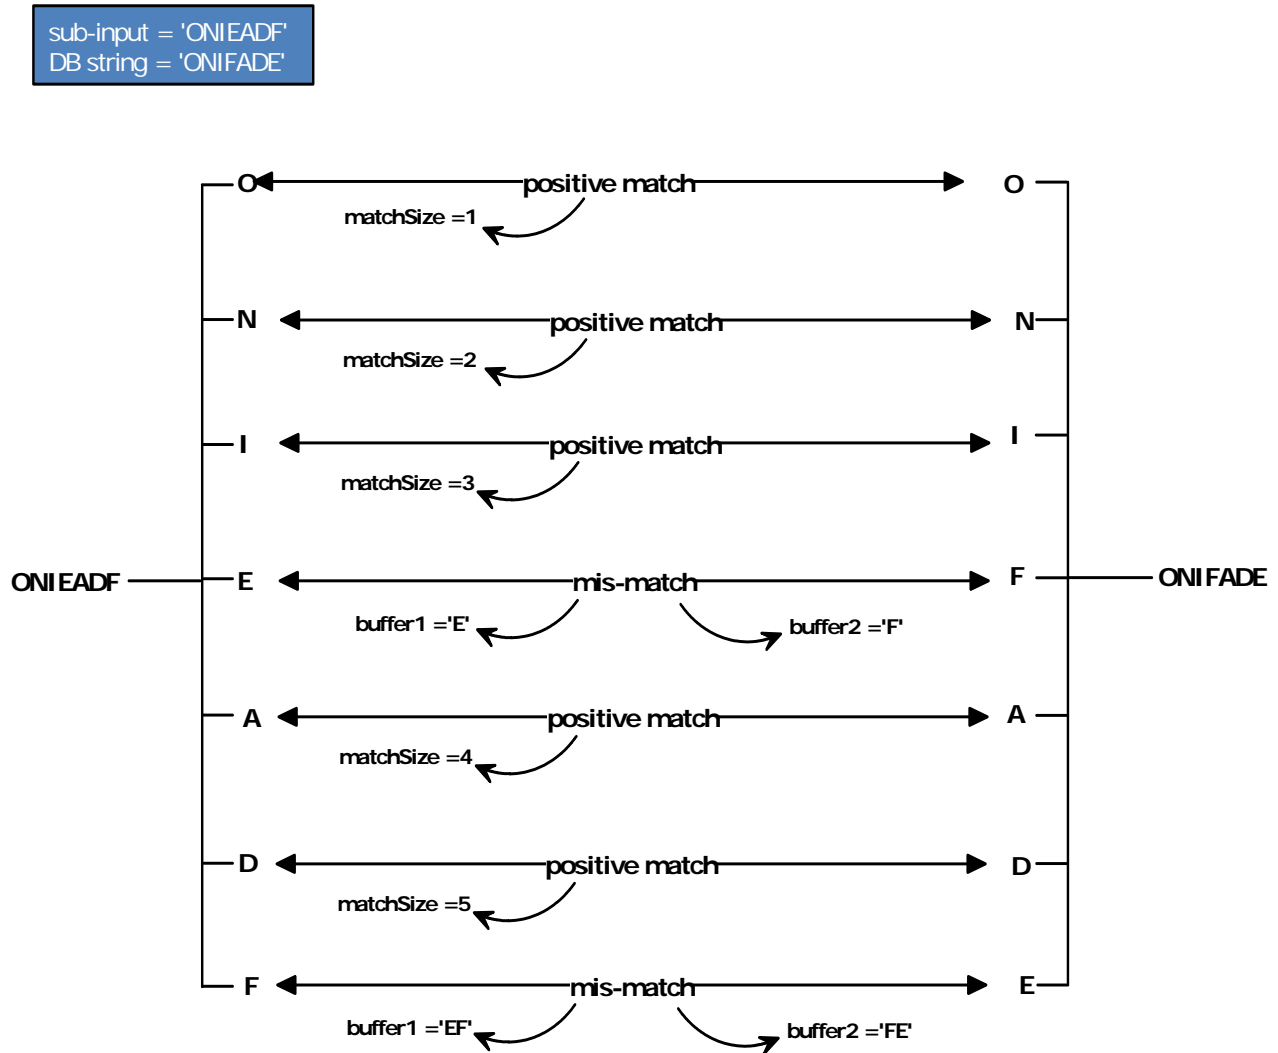 sub-input = 'ONIEADF'
DB string = 'ONIFADE'
O positive match O
matchSize =1
N positive match N
matchSize =2
I positive match I
matchSize =3
ONIEADF E mis-match F ONIFADE
buffer1 ='E' buffer2 ='F'
A positive match A
matchSize =4
D positive match D
matchSize =5
F mis-match E
buffer1 ='EF' buffer2 ='FE'